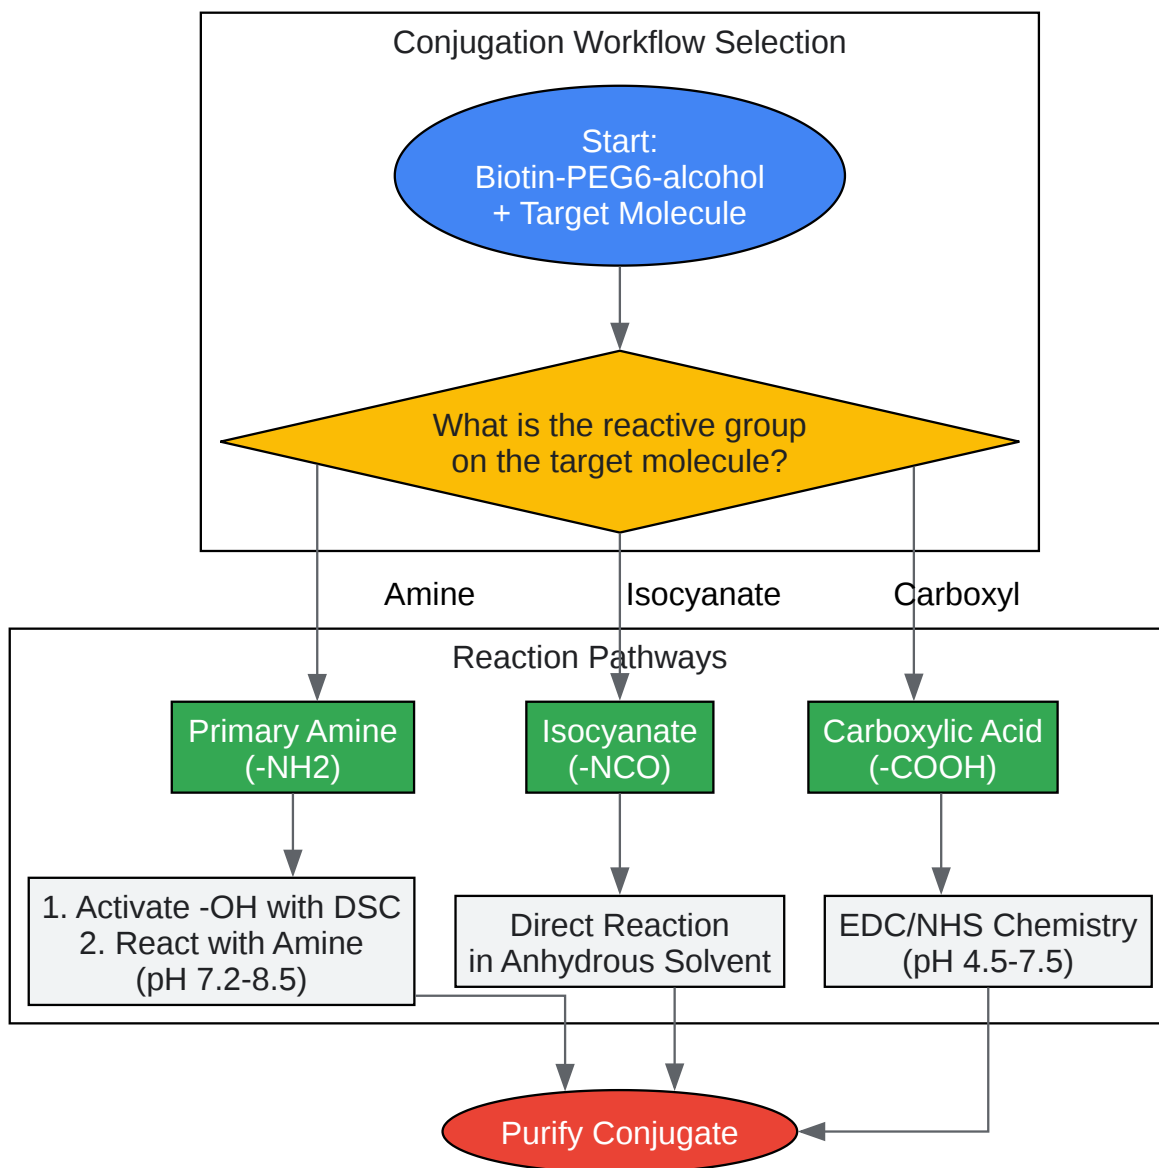 Conjugation Workflow Selection
Start:
Biotin-PEG6-alcohol
+ Target Molecule
What is the reactive group
on the target molecule?
Amine
Isocyanate
Carboxyl
Reaction Pathways
Primary Amine
(-NH2)
Isocyanate
(-NCO)
Carboxylic Acid
(-COOH)
1. Activate -OH with DSC
2. React with Amine
(pH 7.2-8.5)
Direct Reaction
in Anhydrous Solvent
EDC/NHS Chemistry
(pH 4.5-7.5)
Purify Conjugate